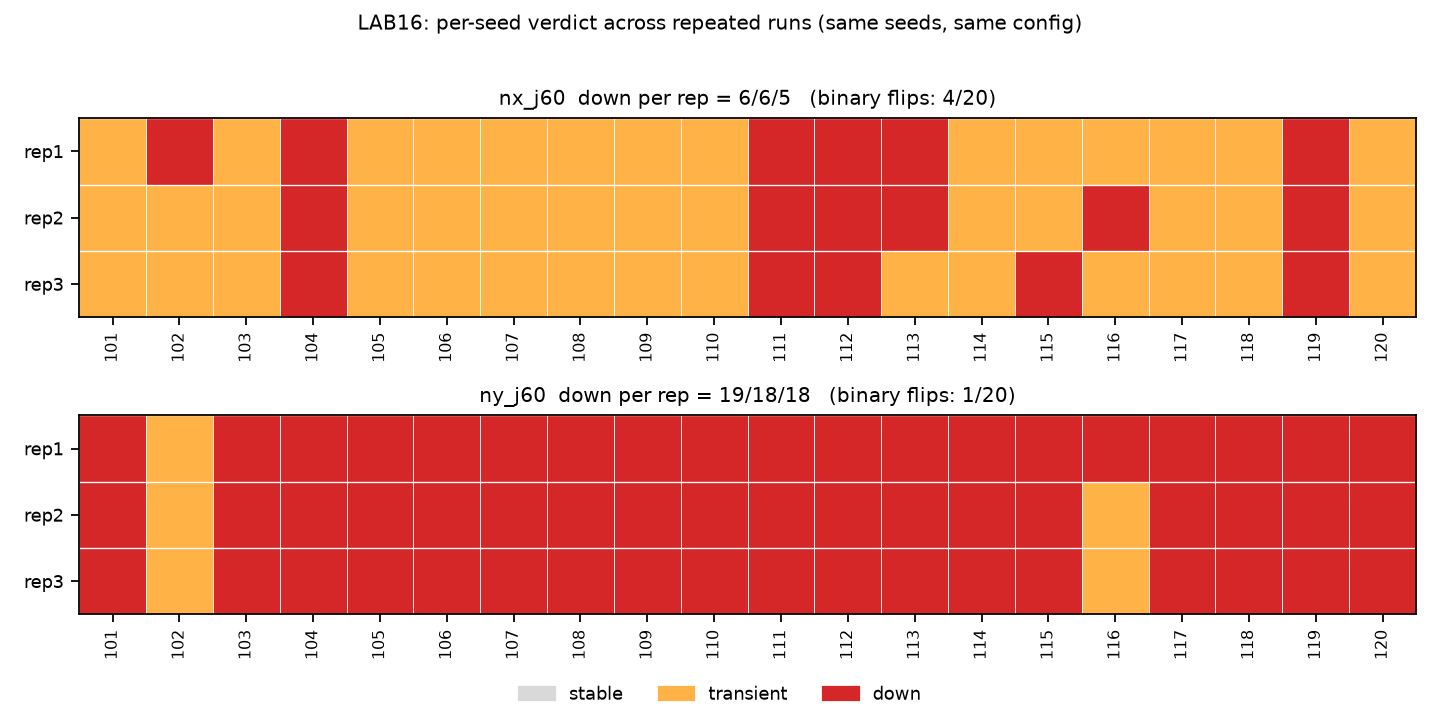 LAB16: per-seed verdict across repeated runs (same seeds, same config)
nx_j60  down per rep = 6/6/5   (binary flips: 4/20)
rep1
rep2
rep3
101 102 103 104 105 106 107 108 109 110 111 112 113 114 115 116 117 118 119 120
ny_j60  down per rep = 19/18/18   (binary flips: 1/20)
rep1
rep2
rep3
101 102 103 104 105 106 107 108 109 110 111 112 113 114 115 116 117 118 119 120
stable transient down